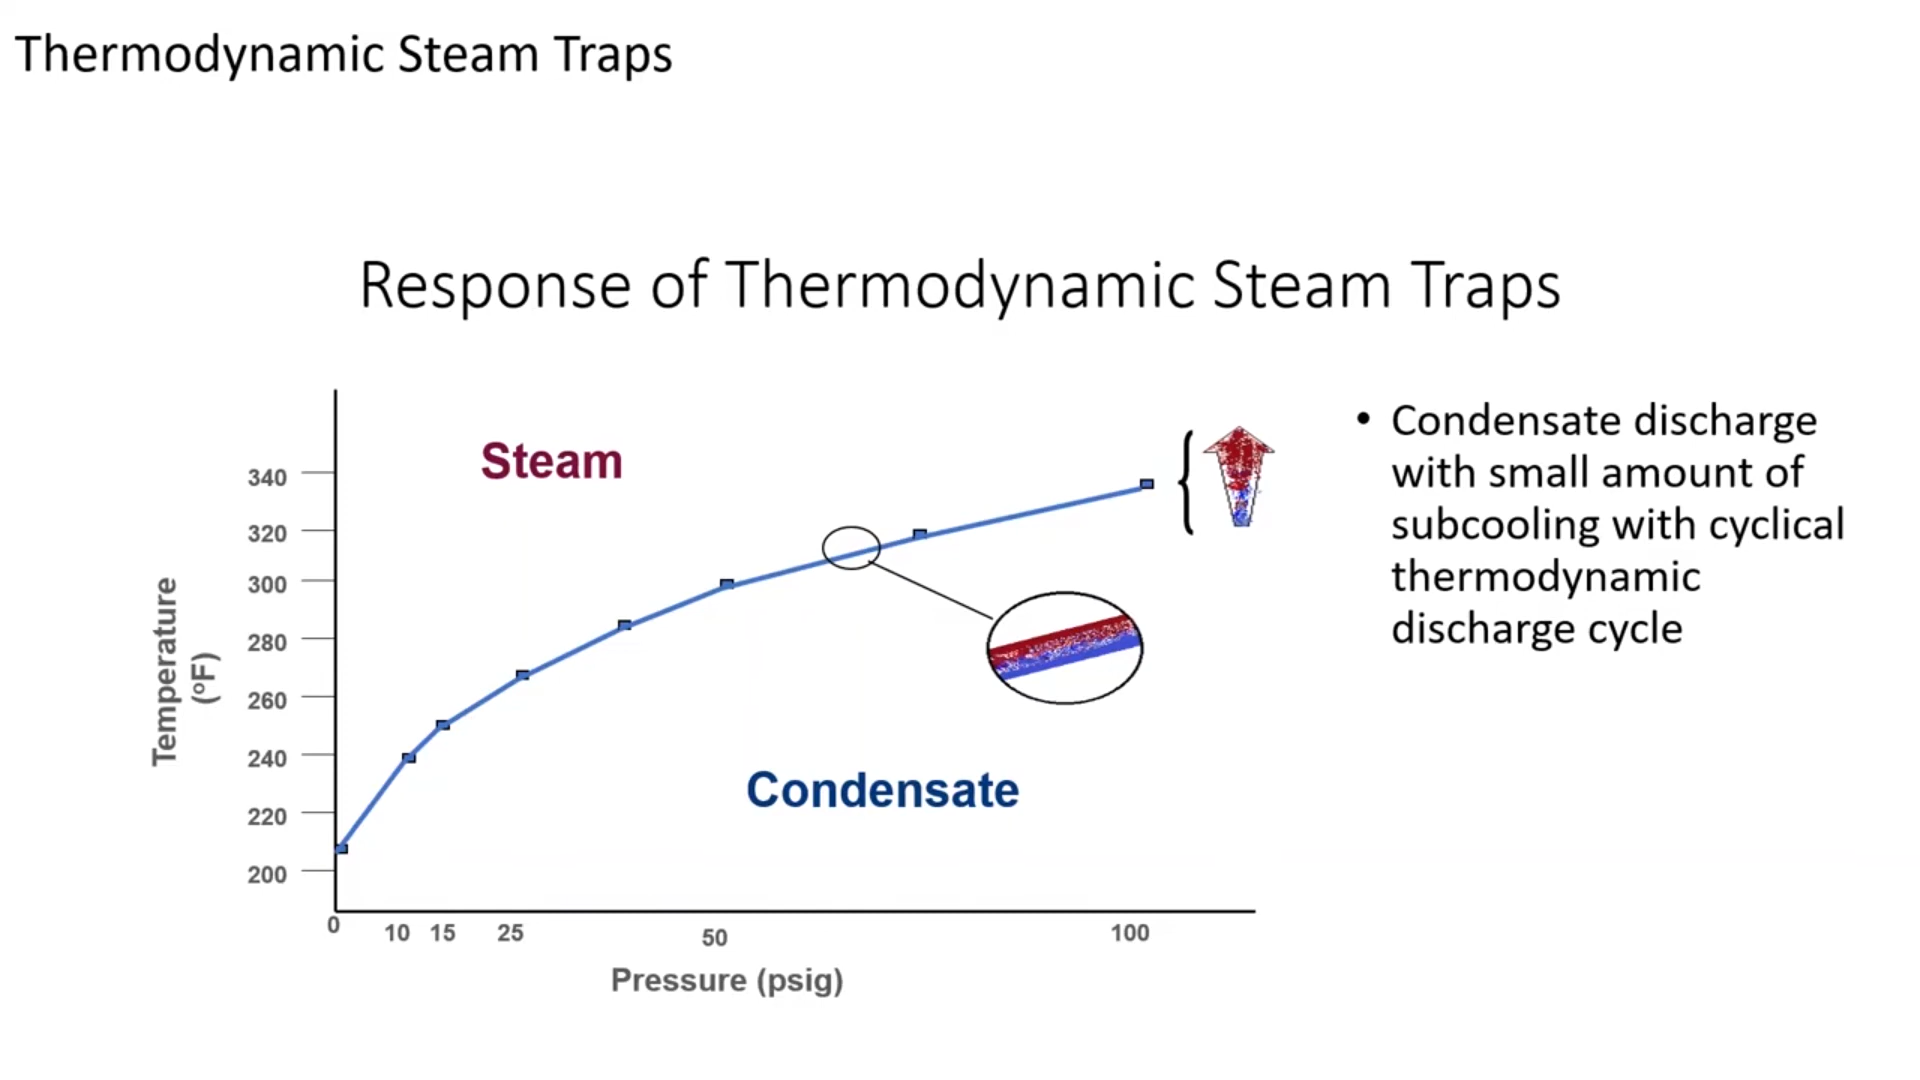 Thermodynamic Steam Traps
Response of Thermodynamic Steam Traps
Steam
Condensate
Temperature
(ºF)
340
320
300
280
260
240
220
200
0
10
15
25
50
100
Pressure (psig)
• Condensate discharge
with small amount of
subcooling with cyclical
thermodynamic
discharge cycle